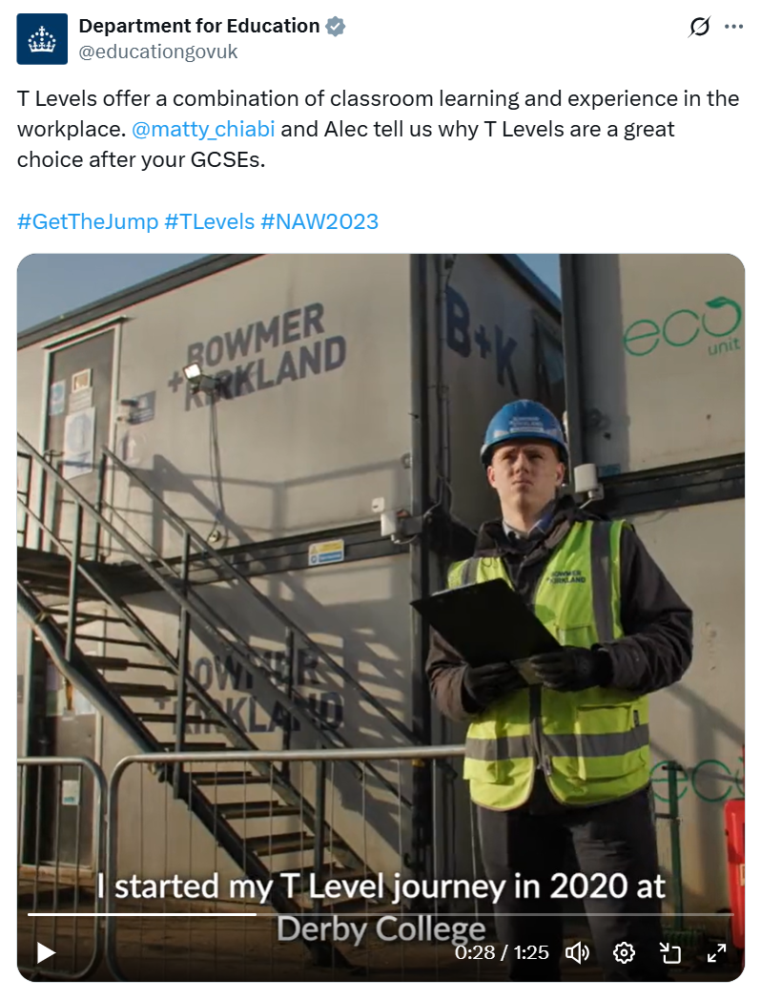 Department for Education
@educationgovuk
T Levels offer a combination of classroom learning and experience in the
workplace. @matty_chiabi and Alec tell us why T Levels are a great
choice after your GCSEs.
#GetTheJump #TLevels #NAW2023
BOWMER
+KIRKLAND
B+K
eco
unit
BOWMER
+KIRKLAND
BOWMER
+KIRKLAND
eco
I started my T Level journey in 2020 at
Derby College
0:28 / 1:25